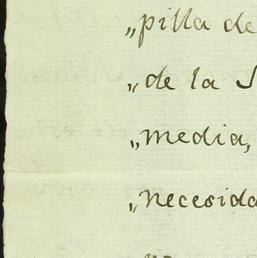 „pilla de
„de la S
„media,
„necesida